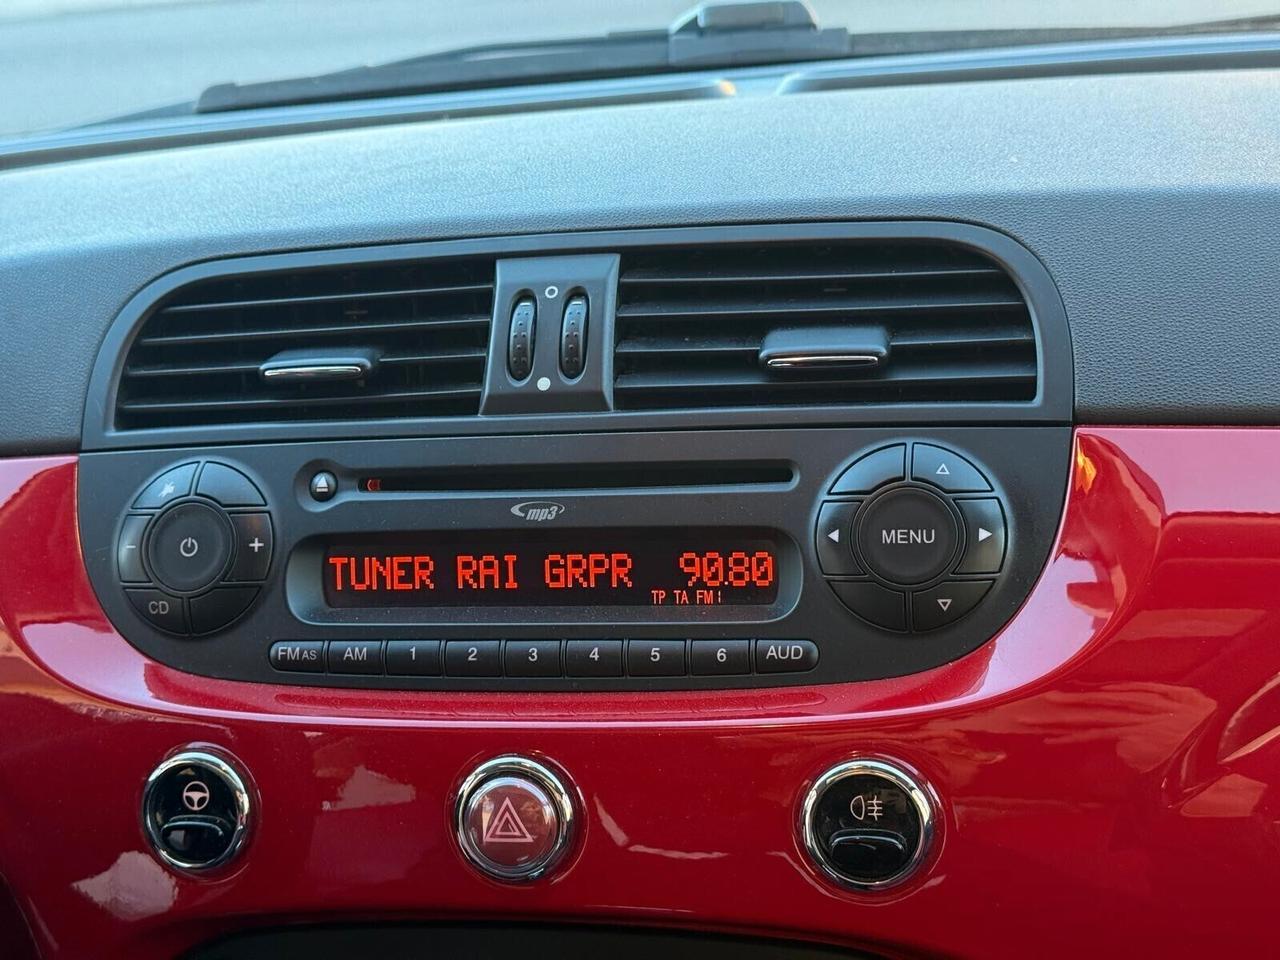 mp3
TUNER RAI GRPR 90.80
TP TA FM1
- +
MENU
CD
FM AS AM 1 2 3 4 5 6 AUD